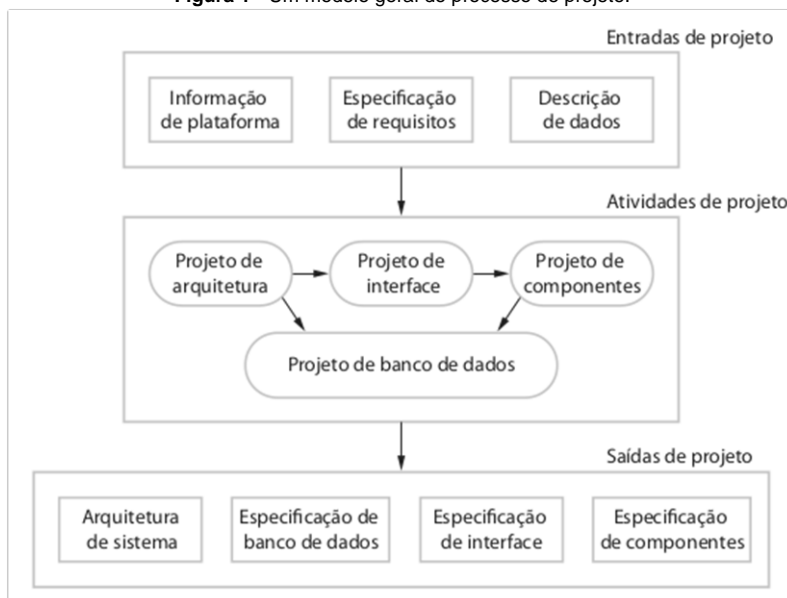 Figura 1 - Um modelo geral do processo de projeto.
Entradas de projeto
Informação
de plataforma
Especificação
de requisitos
Descrição
de dados
Atividades de projeto
Projeto de
arquitetura
Projeto de
interface
Projeto de
componentes
Projeto de banco de dados
Saídas de projeto
Arquitetura
de sistema
Especificação de
banco de dados
Especificação
de interface
Especificação
de componentes